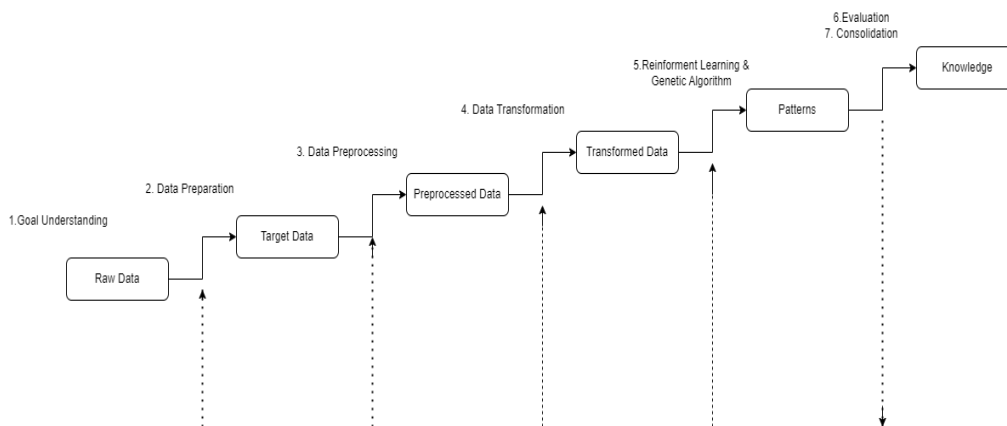 6.Evaluation
7. Consolidation
Knowledge
5.Reinforment Learning &
Genetic Algorithm
Patterns
4. Data Transformation
Transformed Data
3. Data Preprocessing
Preprocessed Data
2. Data Preparation
Target Data
1.Goal Understanding
Raw Data